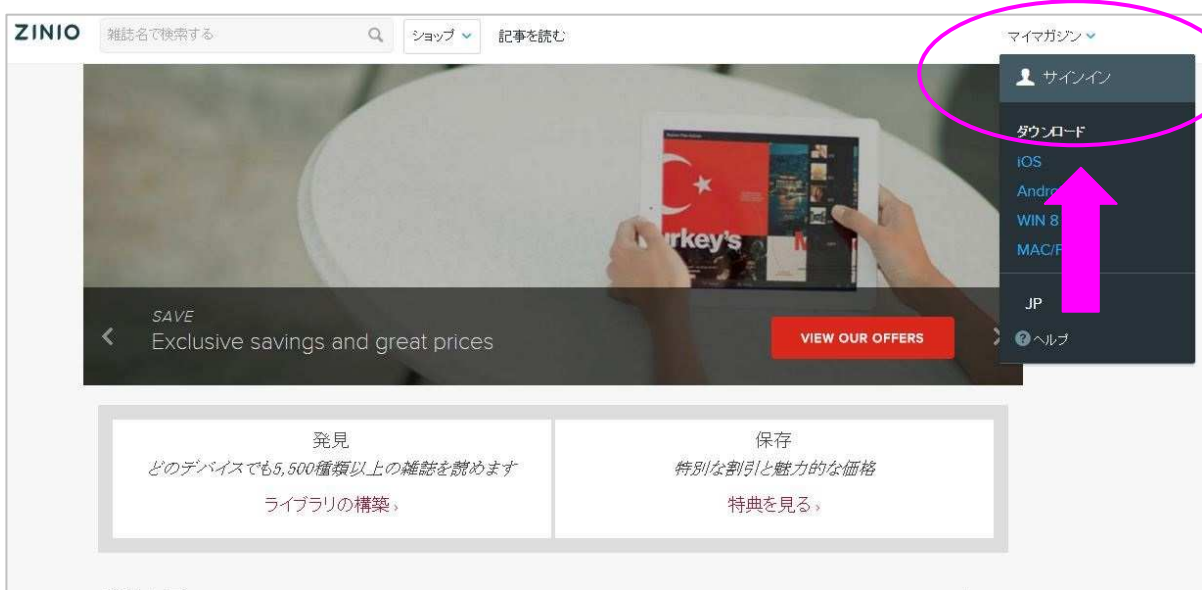 ZINIO
雑誌名で検索する
ショップ
記事を読む
マイマガジン
サインイン
ダウンロード
iOS
WIN 8
JP
ヘルプ
SAVE
Exclusive savings and great prices
VIEW OUR OFFERS
発見
どのデバイスでも5,500種類以上の雑誌を読めます
ライブラリの構築 ›
保存
特別な割引と魅力的な価格
特典を見る ›